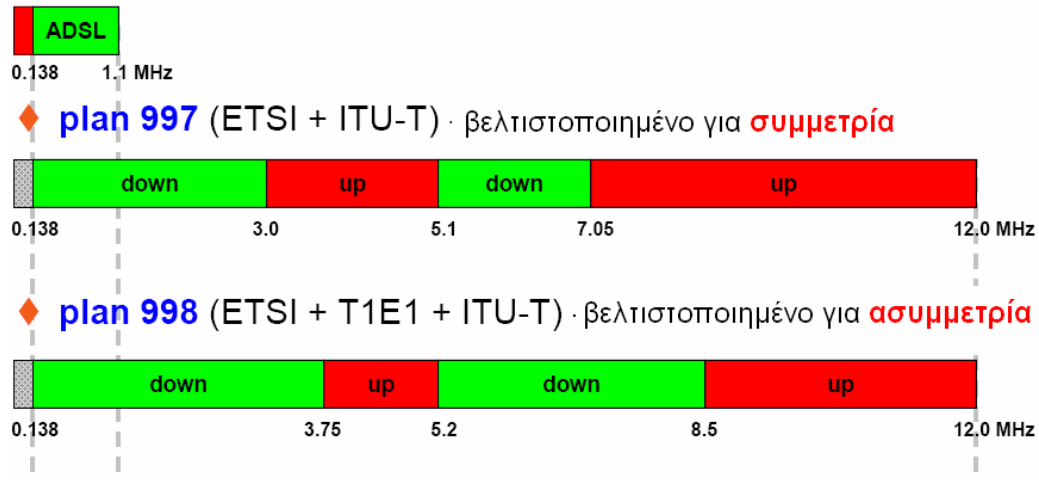 ADSL
0.138 1.1 MHz
plan 997 (ETSI + ITU-T) · βελτιστοποιημένο για συμμετρία
down up down up
0.138 3.0 5.1 7.05 12.0 MHz
plan 998 (ETSI + T1E1 + ITU-T) · βελτιστοποιημένο για ασυμμετρία
down up down up
0.138 3.75 5.2 8.5 12.0 MHz